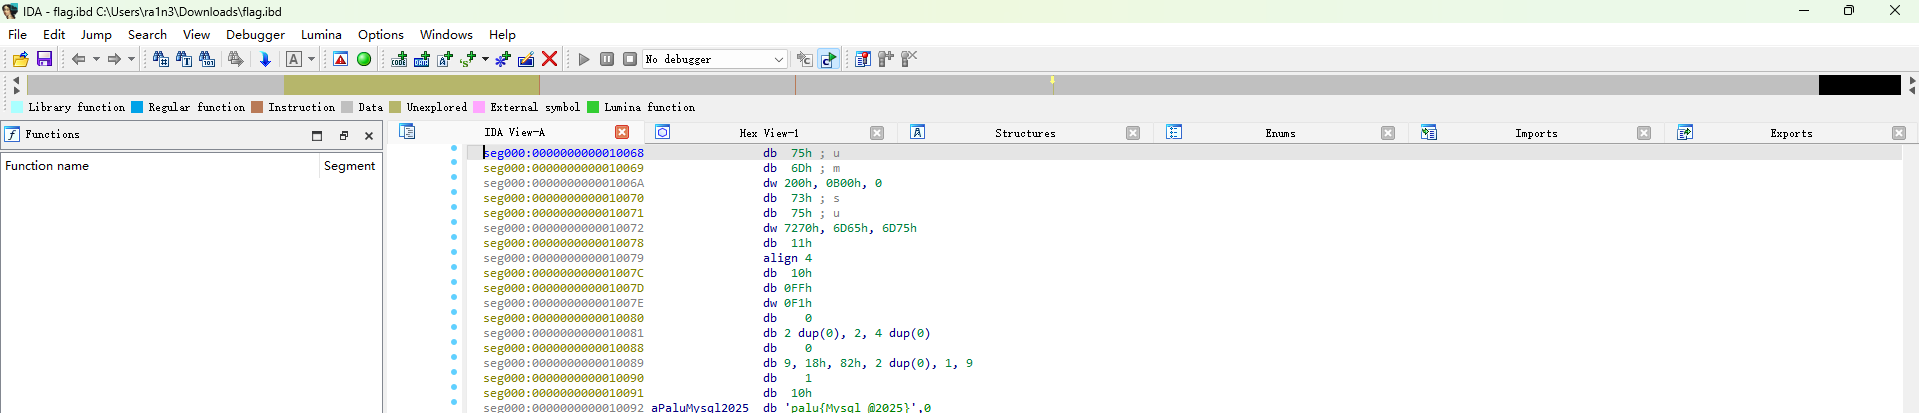 IDA - flag.ibd C:\Users\ra1n3\Downloads\flag.ibd
File Edit Jump Search View Debugger Lumina Options Windows Help
No debugger
Library function Regular function Instruction Data Unexplored External symbol Lumina function
Functions IDA View-A Hex View-1 Structures Enums Imports Exports
Function name Segment
seg000:0000000000010068 db 75h ; u
seg000:0000000000010069 db 6Dh ; m
seg000:000000000001006A dw 200h, 0B00h, 0
seg000:0000000000010070 db 73h ; s
seg000:0000000000010071 db 75h ; u
seg000:0000000000010072 dw 7270h, 6D65h, 6D75h
seg000:0000000000010078 db 11h
seg000:0000000000010079 align 4
seg000:000000000001007C db 10h
seg000:000000000001007D db 0FFh
seg000:000000000001007E dw 0F1h
seg000:0000000000010080 db 0
seg000:0000000000010081 db 2 dup(0), 2, 4 dup(0)
seg000:0000000000010088 db 0
seg000:0000000000010089 db 9, 18h, 82h, 2 dup(0), 1, 9
seg000:0000000000010090 db 1
seg000:0000000000010091 db 10h
seg000:0000000000010092 aPaluMysql2025 db 'palu{Mysql_@2025}',0